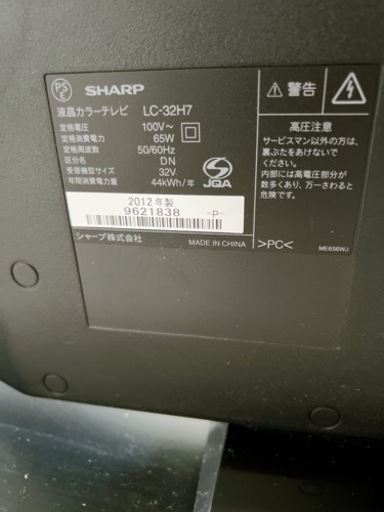 PS
E
SHARP
液晶カラーテレビ LC-32H7
定格電圧 100V~
定格消費電力 65W
定格周波数 50/60Hz
区分名 DN
受信機型サイズ 32V
年間消費電力量 44kWh/年
JQA
2012年製
9621838 -P-
シャープ株式会社 MADE IN CHINA
警告
高圧注意
サービスマン以外の方は、
裏ぶたをあけないで
ください。
内部には高電圧部分が
数多くあり、万一さわると
危険です。
>PC<
ME656WJ